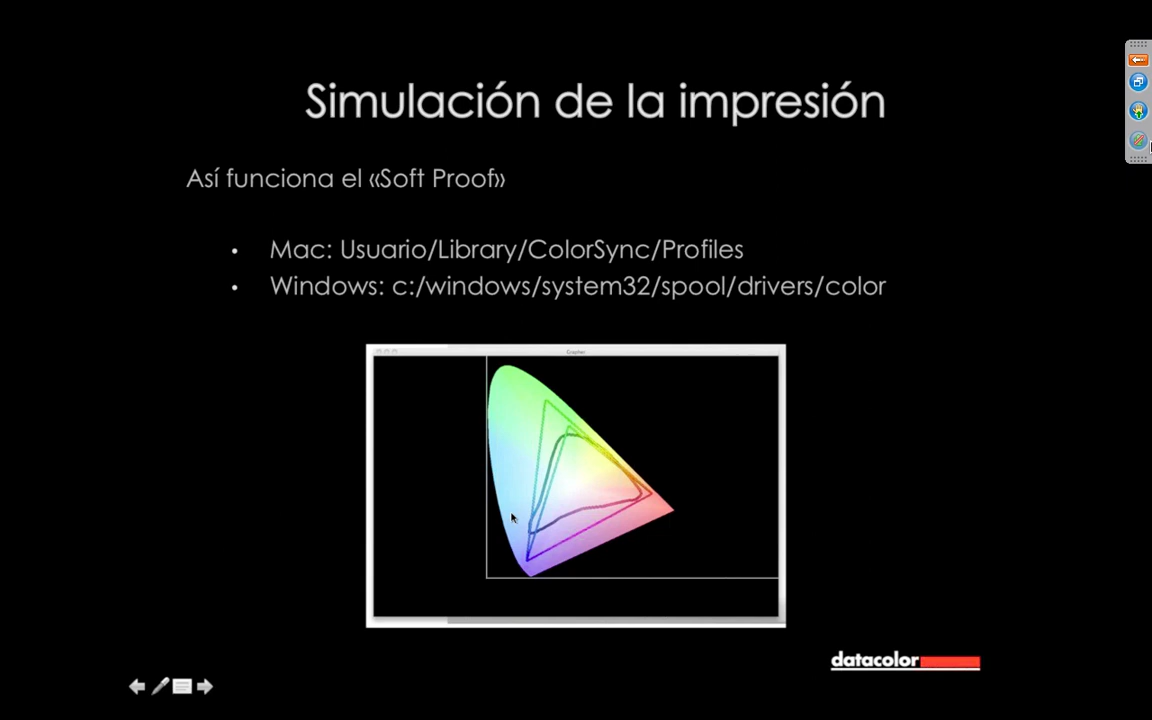 Simulación de la impresión
Así funciona el «Soft Proof»
• Mac: Usuario/Library/ColorSync/Profiles
• Windows: c:/windows/system32/spool/drivers/color
Grapher
datacolor